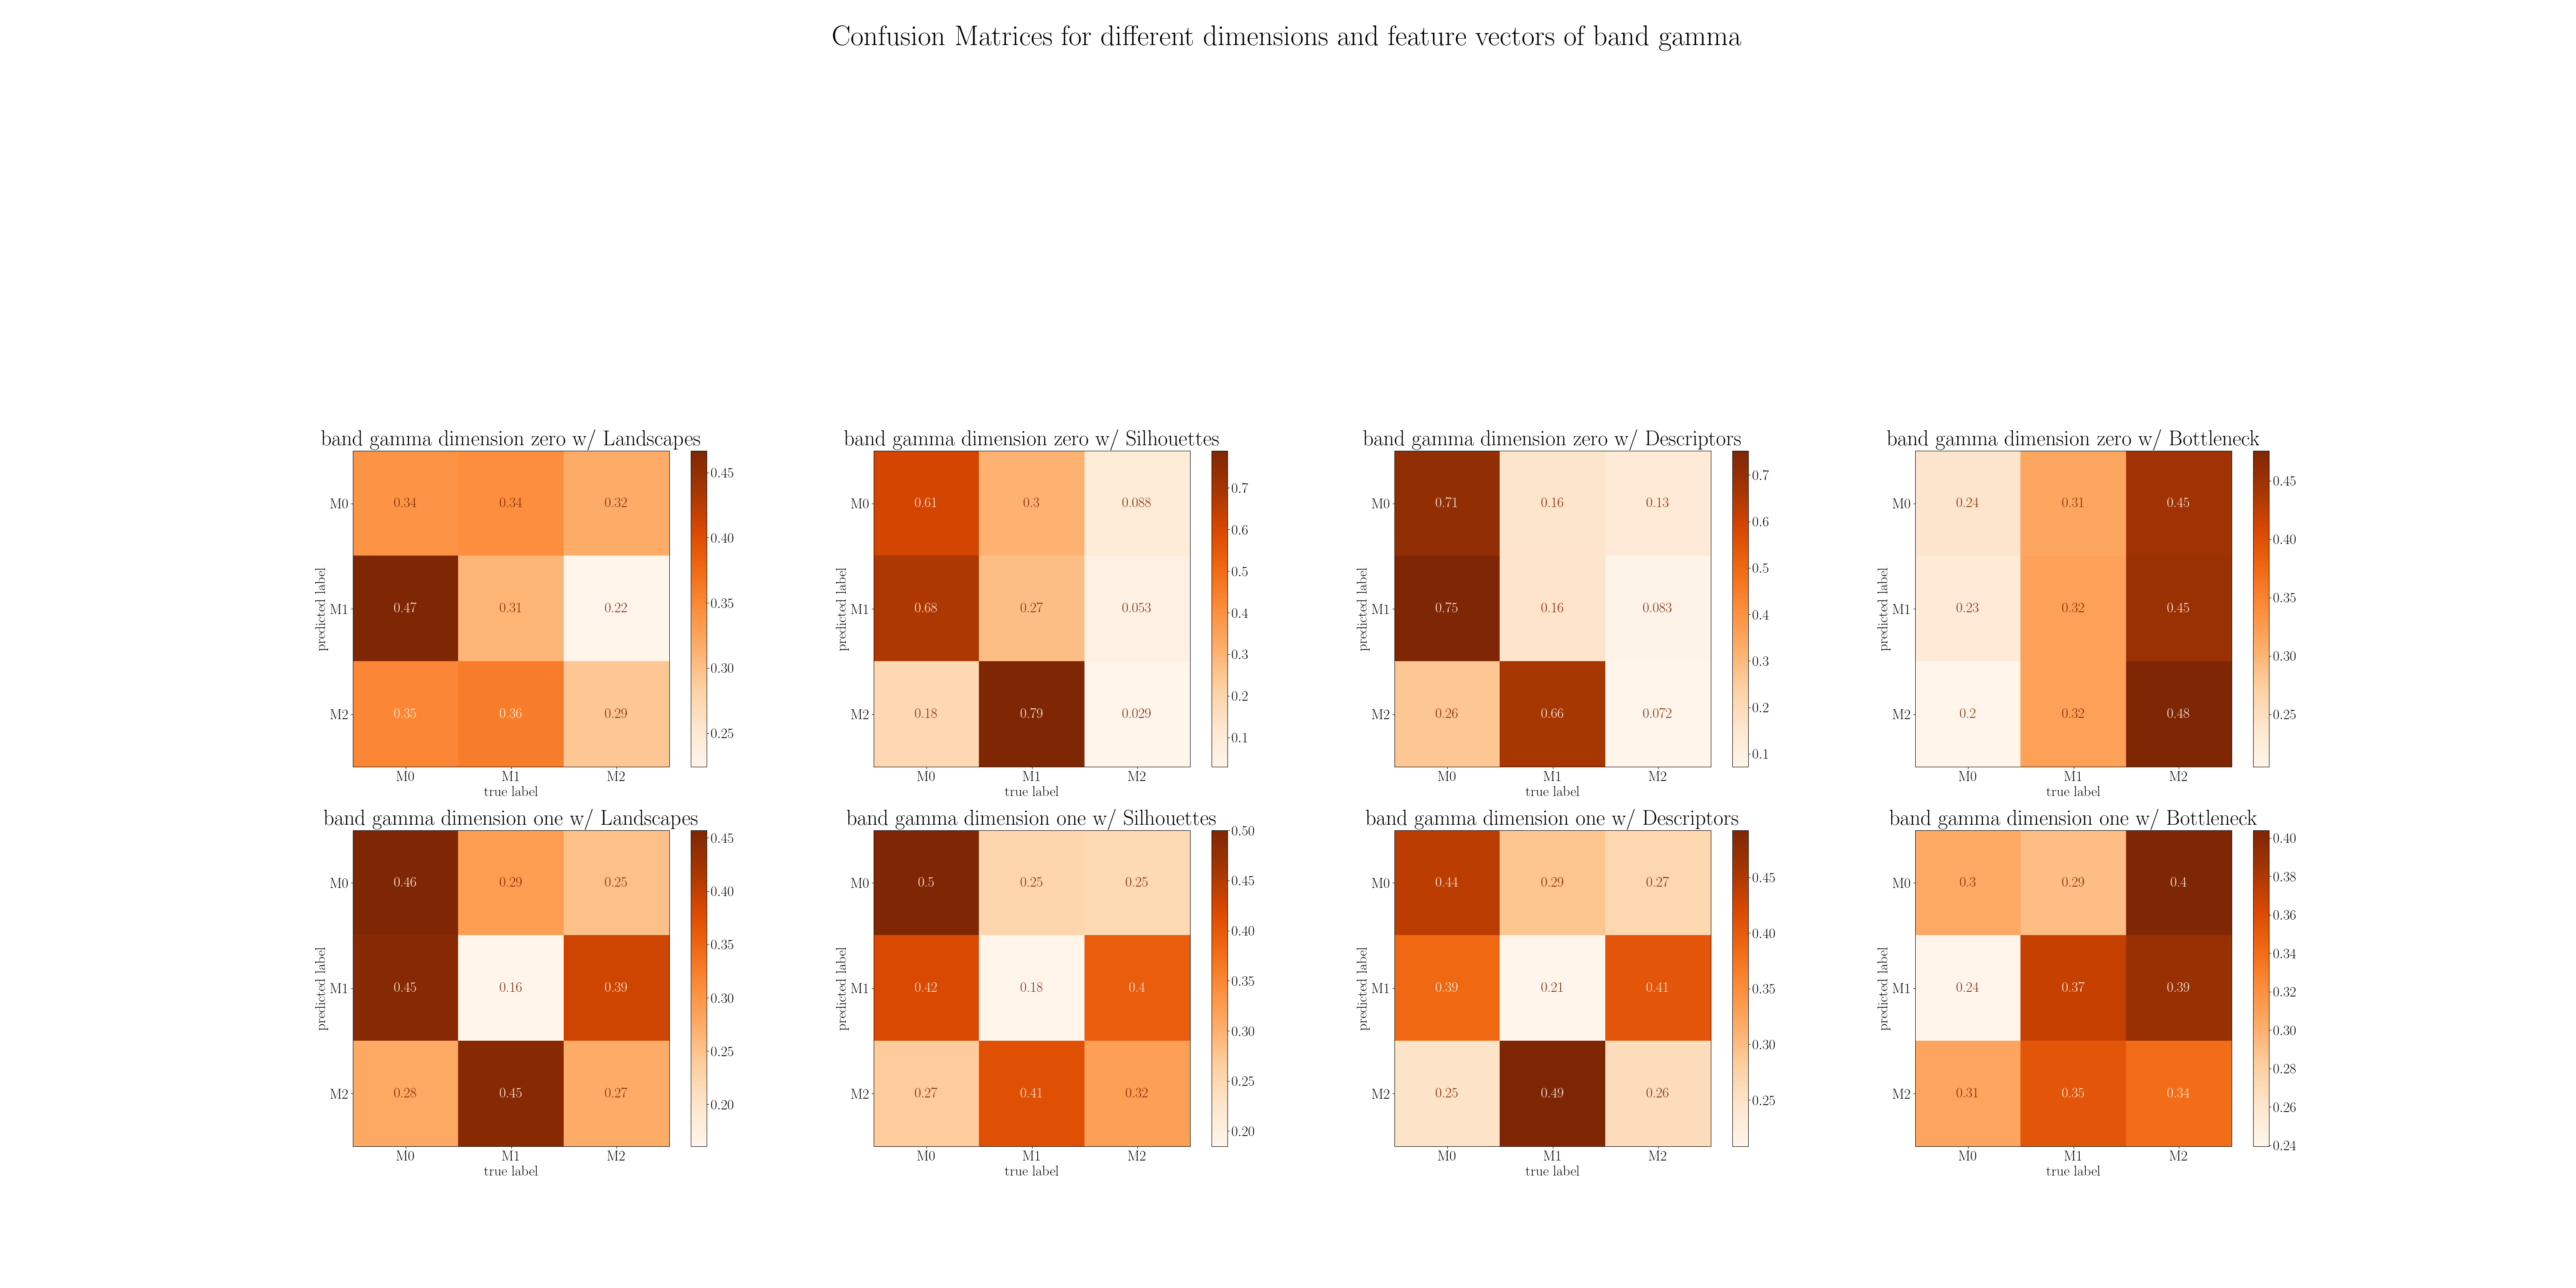 Confusion Matrices for different dimensions and feature vectors of band gamma
band gamma dimension zero w/ Landscapes
predicted label
M0 0.34 0.34 0.32
M1 0.47 0.31 0.22
M2 0.35 0.36 0.29
M0 M1 M2
true label
0.45
0.40
0.35
0.30
0.25
band gamma dimension zero w/ Silhouettes
predicted label
M0 0.61 0.3 0.088
M1 0.68 0.27 0.053
M2 0.18 0.79 0.029
M0 M1 M2
true label
0.7
0.6
0.5
0.4
0.3
0.2
0.1
band gamma dimension zero w/ Descriptors
predicted label
M0 0.71 0.16 0.13
M1 0.75 0.16 0.083
M2 0.26 0.66 0.072
M0 M1 M2
true label
0.7
0.6
0.5
0.4
0.3
0.2
0.1
band gamma dimension zero w/ Bottleneck
predicted label
M0 0.24 0.31 0.45
M1 0.23 0.32 0.45
M2 0.2 0.32 0.48
M0 M1 M2
true label
0.45
0.40
0.35
0.30
0.25
band gamma dimension one w/ Landscapes
predicted label
M0 0.46 0.29 0.25
M1 0.45 0.16 0.39
M2 0.28 0.45 0.27
M0 M1 M2
true label
0.45
0.40
0.35
0.30
0.25
0.20
band gamma dimension one w/ Silhouettes
predicted label
M0 0.5 0.25 0.25
M1 0.42 0.18 0.4
M2 0.27 0.41 0.32
M0 M1 M2
true label
0.50
0.45
0.40
0.35
0.30
0.25
0.20
band gamma dimension one w/ Descriptors
predicted label
M0 0.44 0.29 0.27
M1 0.39 0.21 0.41
M2 0.25 0.49 0.26
M0 M1 M2
true label
0.45
0.40
0.35
0.30
0.25
band gamma dimension one w/ Bottleneck
predicted label
M0 0.3 0.29 0.4
M1 0.24 0.37 0.39
M2 0.31 0.35 0.34
M0 M1 M2
true label
0.40
0.38
0.36
0.34
0.32
0.30
0.28
0.26
0.24